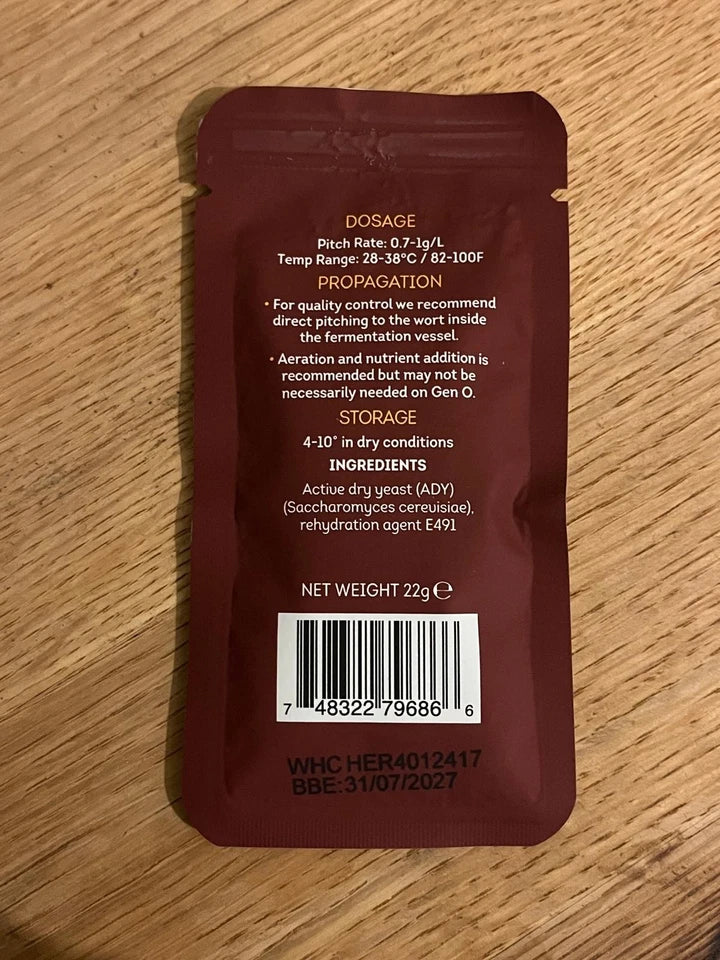 DOSAGE
Pitch Rate: 0.7-1g/L
Temp Range: 28-38°C / 82-100F
PROPAGATION
• For quality control we recommend
direct pitching to the wort inside
the fermentation vessel.
• Aeration and nutrient addition is
recommended but may not be
necessarily needed on Gen 0.
STORAGE
4-10° in dry conditions
INGREDIENTS
Active dry yeast (ADY)
(Saccharomyces cereuisiae),
rehydration agent E491
NET WEIGHT 22g ℮
7 48322 79686 6
WHC HER4012417
BBE:31/07/2027